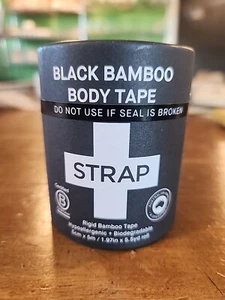 BLACK BAMBOO
BODY TAPE
DO NOT USE IF SEAL IS BROKEN
STRAP
Certified
B
Rigid Bamboo Tape
Hypoallergenic + Biodegradable
5cm x 5m / 1.97in x 5.5yd roll